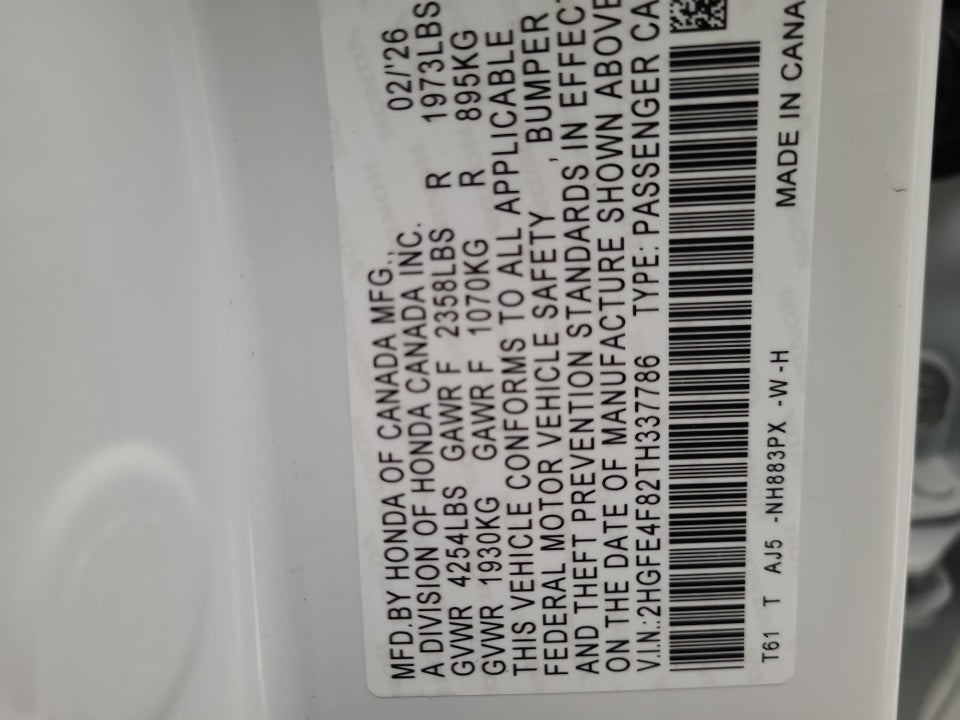 MFD.BY HONDA OF CANADA MFG., 02/'26
A DIVISION OF HONDA CANADA INC.
GVWR 4254LBS GAWR F 2358LBS R 1973LBS
GVWR 1930KG GAWR F 1070KG R 895KG
THIS VEHICLE CONFORMS TO ALL APPLICABLE
FEDERAL MOTOR VEHICLE SAFETY, BUMPER
AND THEFT PREVENTION STANDARDS IN EFFEC
ON THE DATE OF MANUFACTURE SHOWN ABOVE
V.I.N.:2HGFE4F82TH337786 TYPE: PASSENGER CA
T61 T AJ5 -NH883PX -W-H MADE IN CANA